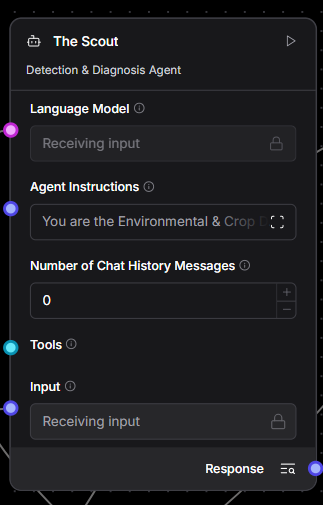 The Scout
Detection & Diagnosis Agent
Language Model
Receiving input
Agent Instructions
You are the Environmental & Crop
Number of Chat History Messages
0
Tools
Input
Receiving input
Response